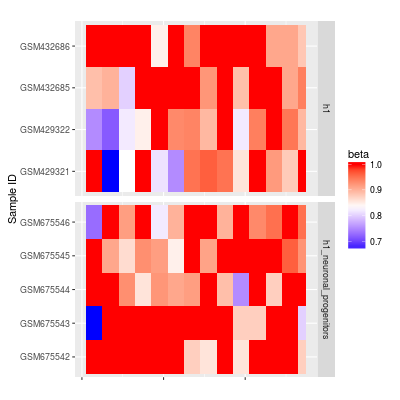 GSM432686
GSM432685
GSM429322
GSM429321
h1
GSM675546
GSM675545
GSM675544
GSM675543
GSM675542
h1_neuronal_progenitors
Sample ID
beta
1.0
0.9
0.8
0.7